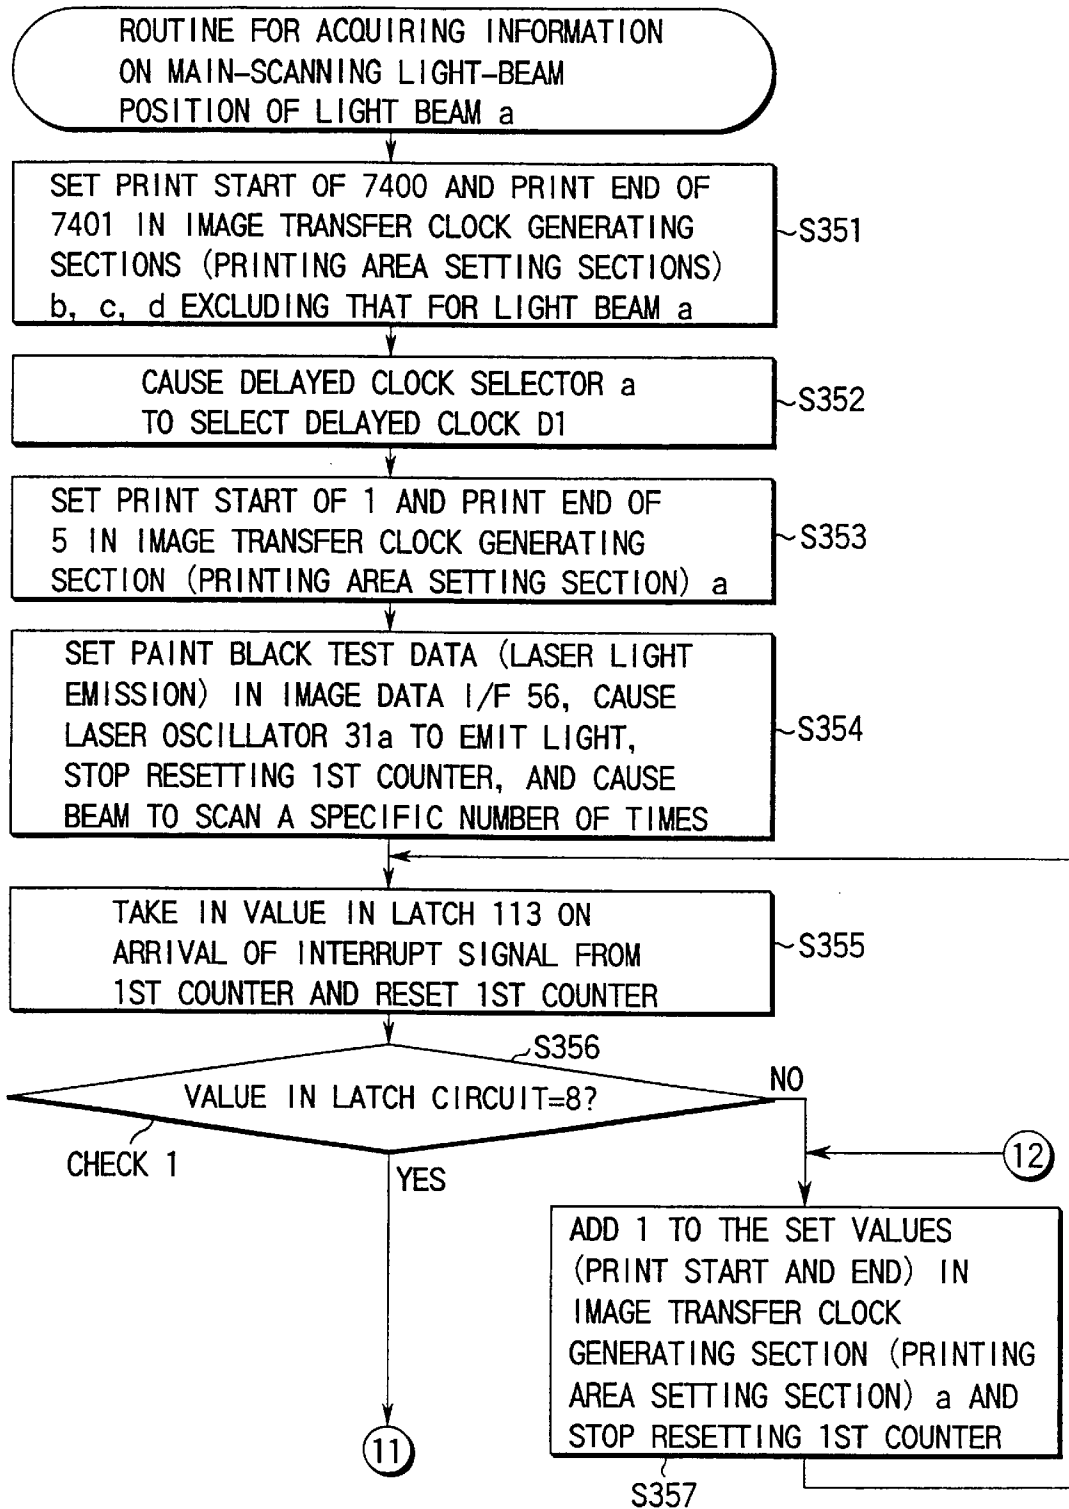 ROUTINE FOR ACQUIRING INFORMATION
ON MAIN-SCANNING LIGHT-BEAM
POSITION OF LIGHT BEAM a
SET PRINT START OF 7400 AND PRINT END OF
7401 IN IMAGE TRANSFER CLOCK GENERATING
SECTIONS (PRINTING AREA SETTING SECTIONS)
b, c, d EXCLUDING THAT FOR LIGHT BEAM a
S351
CAUSE DELAYED CLOCK SELECTOR a
TO SELECT DELAYED CLOCK D1
S352
SET PRINT START OF 1 AND PRINT END OF
5 IN IMAGE TRANSFER CLOCK GENERATING
SECTION (PRINTING AREA SETTING SECTION) a
S353
SET PAINT BLACK TEST DATA (LASER LIGHT
EMISSION) IN IMAGE DATA I/F 56, CAUSE
LASER OSCILLATOR 31a TO EMIT LIGHT,
STOP RESETTING 1ST COUNTER, AND CAUSE
BEAM TO SCAN A SPECIFIC NUMBER OF TIMES
S354
TAKE IN VALUE IN LATCH 113 ON
ARRIVAL OF INTERRUPT SIGNAL FROM
1ST COUNTER AND RESET 1ST COUNTER
S355
S356
VALUE IN LATCH CIRCUIT=8?
NO
CHECK 1
YES
12
ADD 1 TO THE SET VALUES
(PRINT START AND END) IN
IMAGE TRANSFER CLOCK
GENERATING SECTION (PRINTING
AREA SETTING SECTION) a AND
STOP RESETTING 1ST COUNTER
11
S357